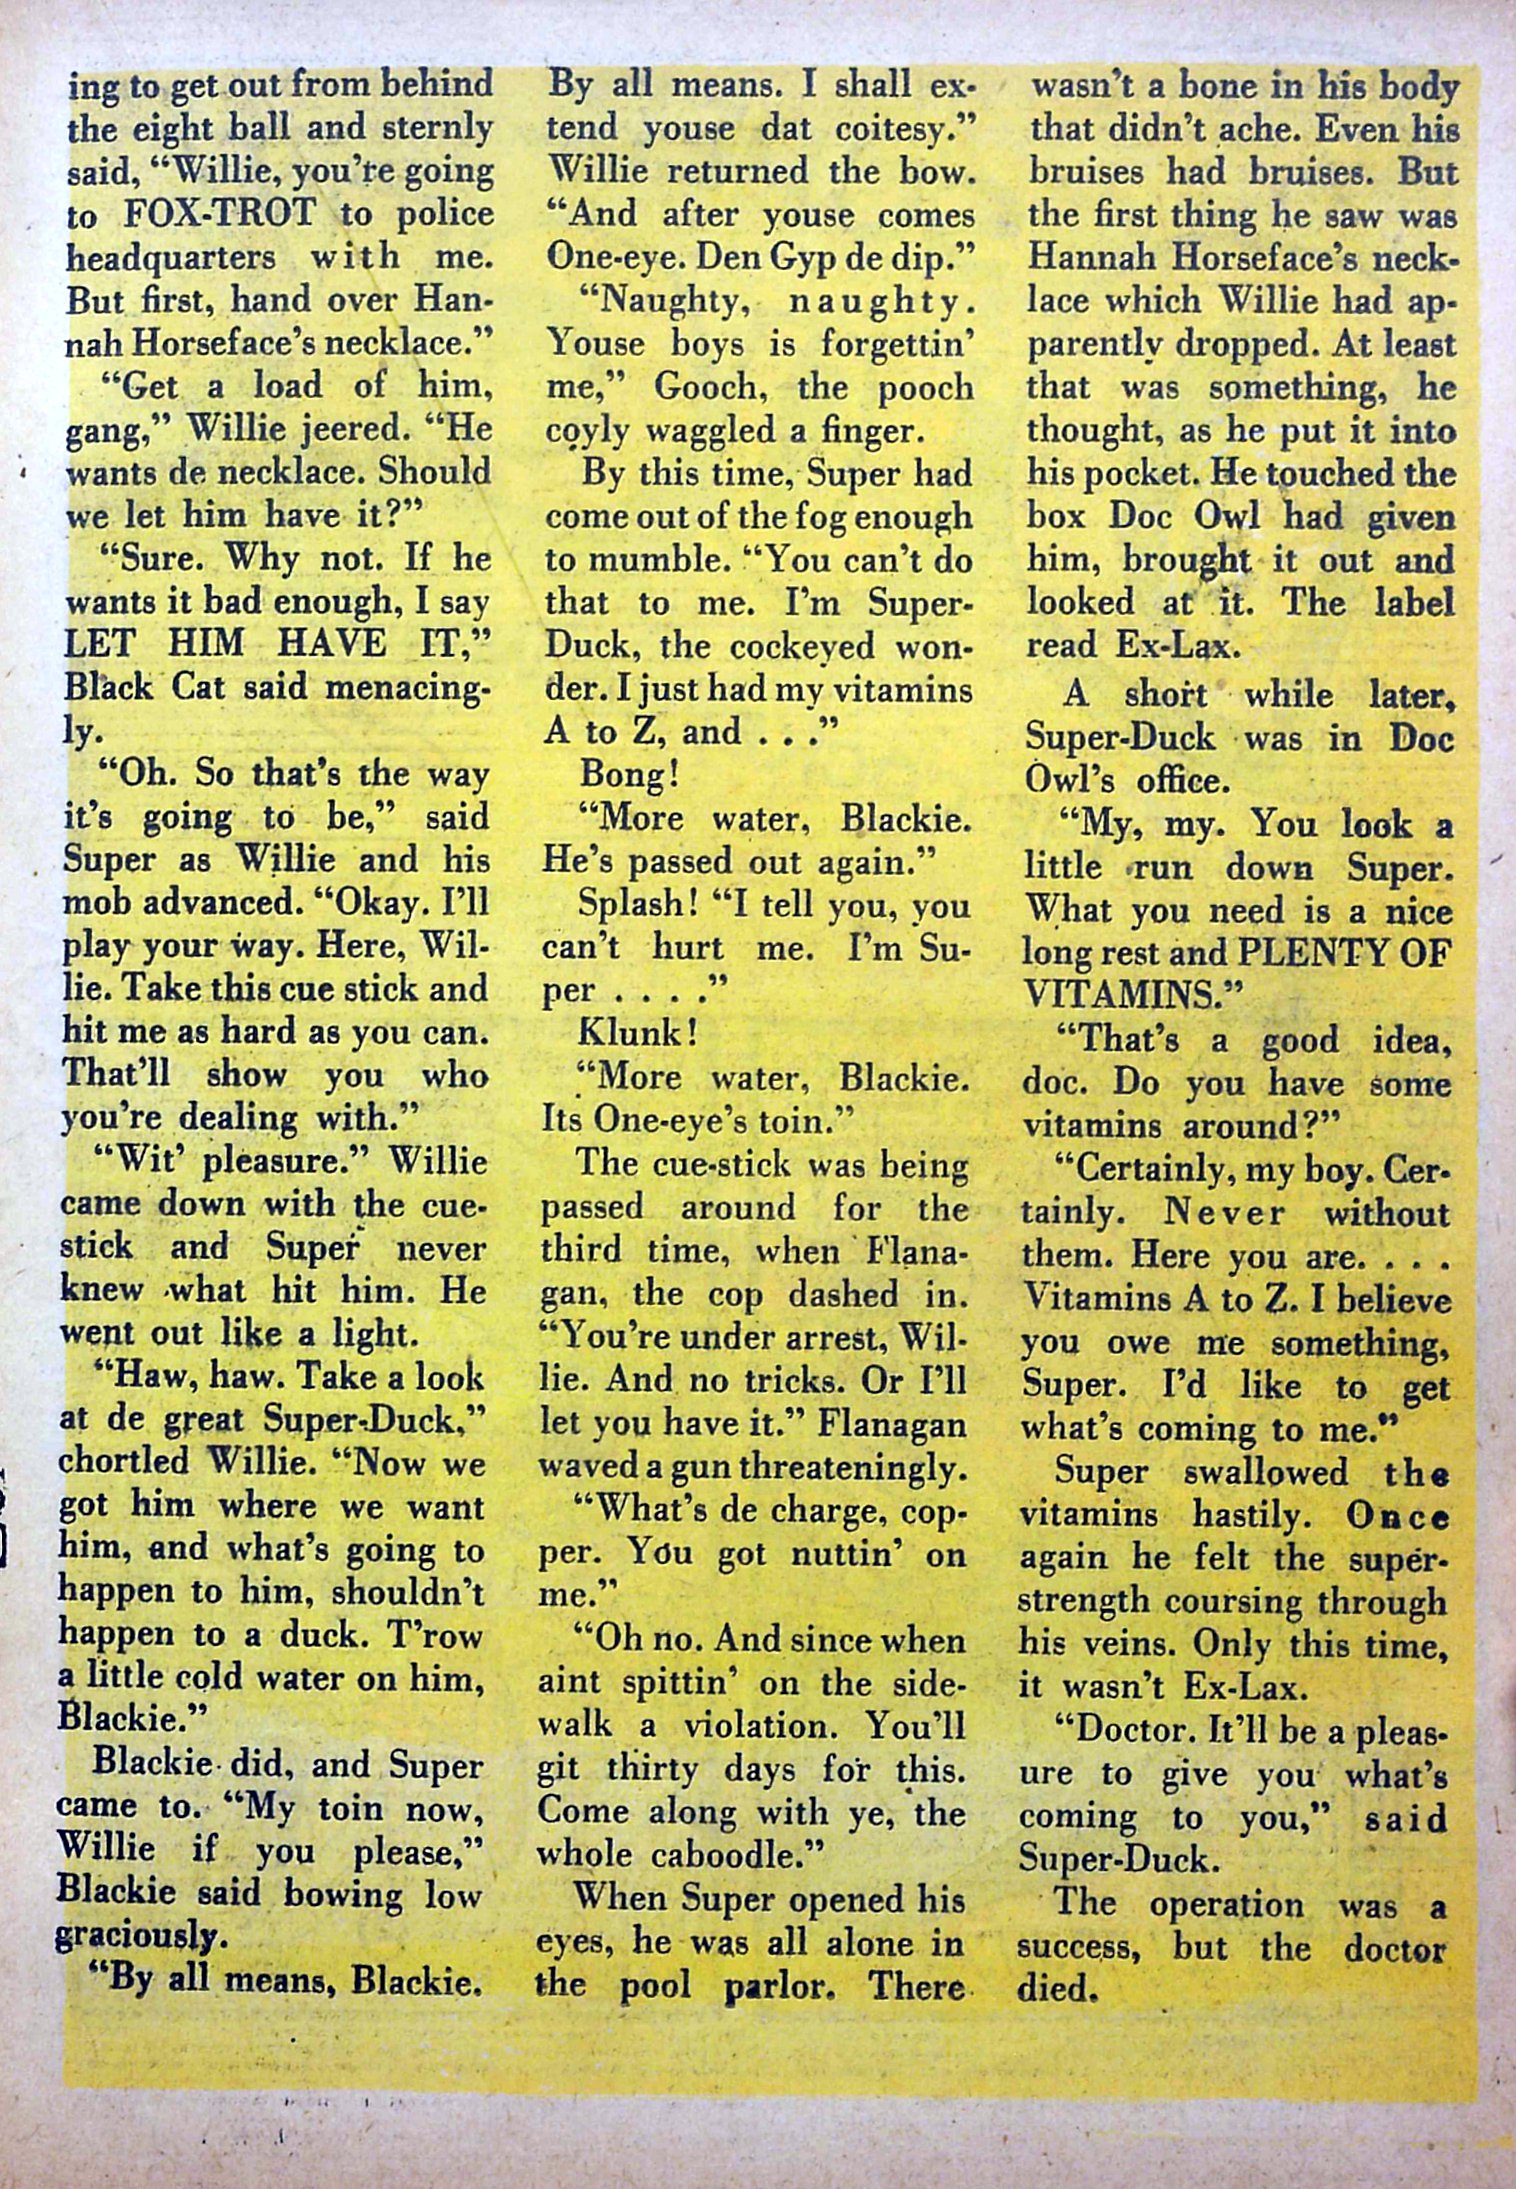 ing to get out from behind
the eight ball and sternly
said, “Willie, you’re going
to FOX-TROT to police
headquarters with me.
But first, hand over Han-
nah Horseface’s necklace.”
“Get a load of him,
gang,” Willie jeered. “He
wants de necklace. Should
we let him have it?”
“Sure. Why not. If he
wants it bad enough, I say
LET HIM HAVE IT,”
Black Cat said menacing-
ly.
“Oh. So that’s the way
it’s going to be,” said
Super as Willie and his
mob advanced. “Okay. I’ll
play your way. Here, Wil-
lie. Take this cue stick and
hit me as hard as you can.
That’ll show you who
you’re dealing with.”
“Wit’ pleasure.” Willie
came down with the cue-
stick and Super never
knew what hit him. He
went out like a light.
“Haw, haw. Take a look
at de great Super-Duck,”
chortled Willie. “Now we
got him where we want
him, and what’s going to
happen to him, shouldn’t
happen to a duck. T’row
a little cold water on him,
Blackie.”
Blackie did, and Super
came to. “My toin now,
Willie if you please,”
Blackie said bowing low
graciously.
“By all means, Blackie.
By all means. I shall ex-
tend youse dat coitesy.”
Willie returned the bow.
“And after youse comes
One-eye. Den Gyp de dip.”
“Naughty, naughty.
Youse boys is forgettin’
me,” Gooch, the pooch
coyly waggled a finger.
By this time, Super had
come out of the fog enough
to mumble. “You can’t do
that to me. I’m Super-
Duck, the cockeyed won-
der. I just had my vitamins
A to Z, and . . .”
Bong!
“More water, Blackie.
He’s passed out again.”
Splash! “I tell you, you
can’t hurt me. I’m Su-
per . . . .”
Klunk!
“More water, Blackie.
Its One-eye’s toin.”
The cue-stick was being
passed around for the
third time, when Flana-
gan, the cop dashed in.
“You’re under arrest, Wil-
lie. And no tricks. Or I’ll
let you have it.” Flanagan
waved a gun threateningly.
“What’s de charge, cop-
per. You got nuttin’ on
me.”
“Oh no. And since when
aint spittin’ on the side-
walk a violation. You’ll
git thirty days for this.
Come along with ye, the
whole caboodle.”
When Super opened his
eyes, he was all alone in
the pool parlor. There
wasn’t a bone in his body
that didn’t ache. Even his
bruises had bruises. But
the first thing he saw was
Hannah Horseface’s neck-
lace which Willie had ap-
parently dropped. At least
that was something, he
thought, as he put it into
his pocket. He touched the
box Doc Owl had given
him, brought it out and
looked at it. The label
read Ex-Lax.
A short while later,
Super-Duck was in Doc
Owl’s office.
“My, my. You look a
little run down Super.
What you need is a nice
long rest and PLENTY OF
VITAMINS.”
“That’s a good idea,
doc. Do you have some
vitamins around?”
“Certainly, my boy. Cer-
tainly. Never without
them. Here you are. . . .
Vitamins A to Z. I believe
you owe me something,
Super. I’d like to get
what’s coming to me.”
Super swallowed the
vitamins hastily. Once
again he felt the super-
strength coursing through
his veins. Only this time,
it wasn’t Ex-Lax.
“Doctor. It’ll be a pleas-
ure to give you what’s
coming to you,” said
Super-Duck.
The operation was a
success, but the doctor
died.